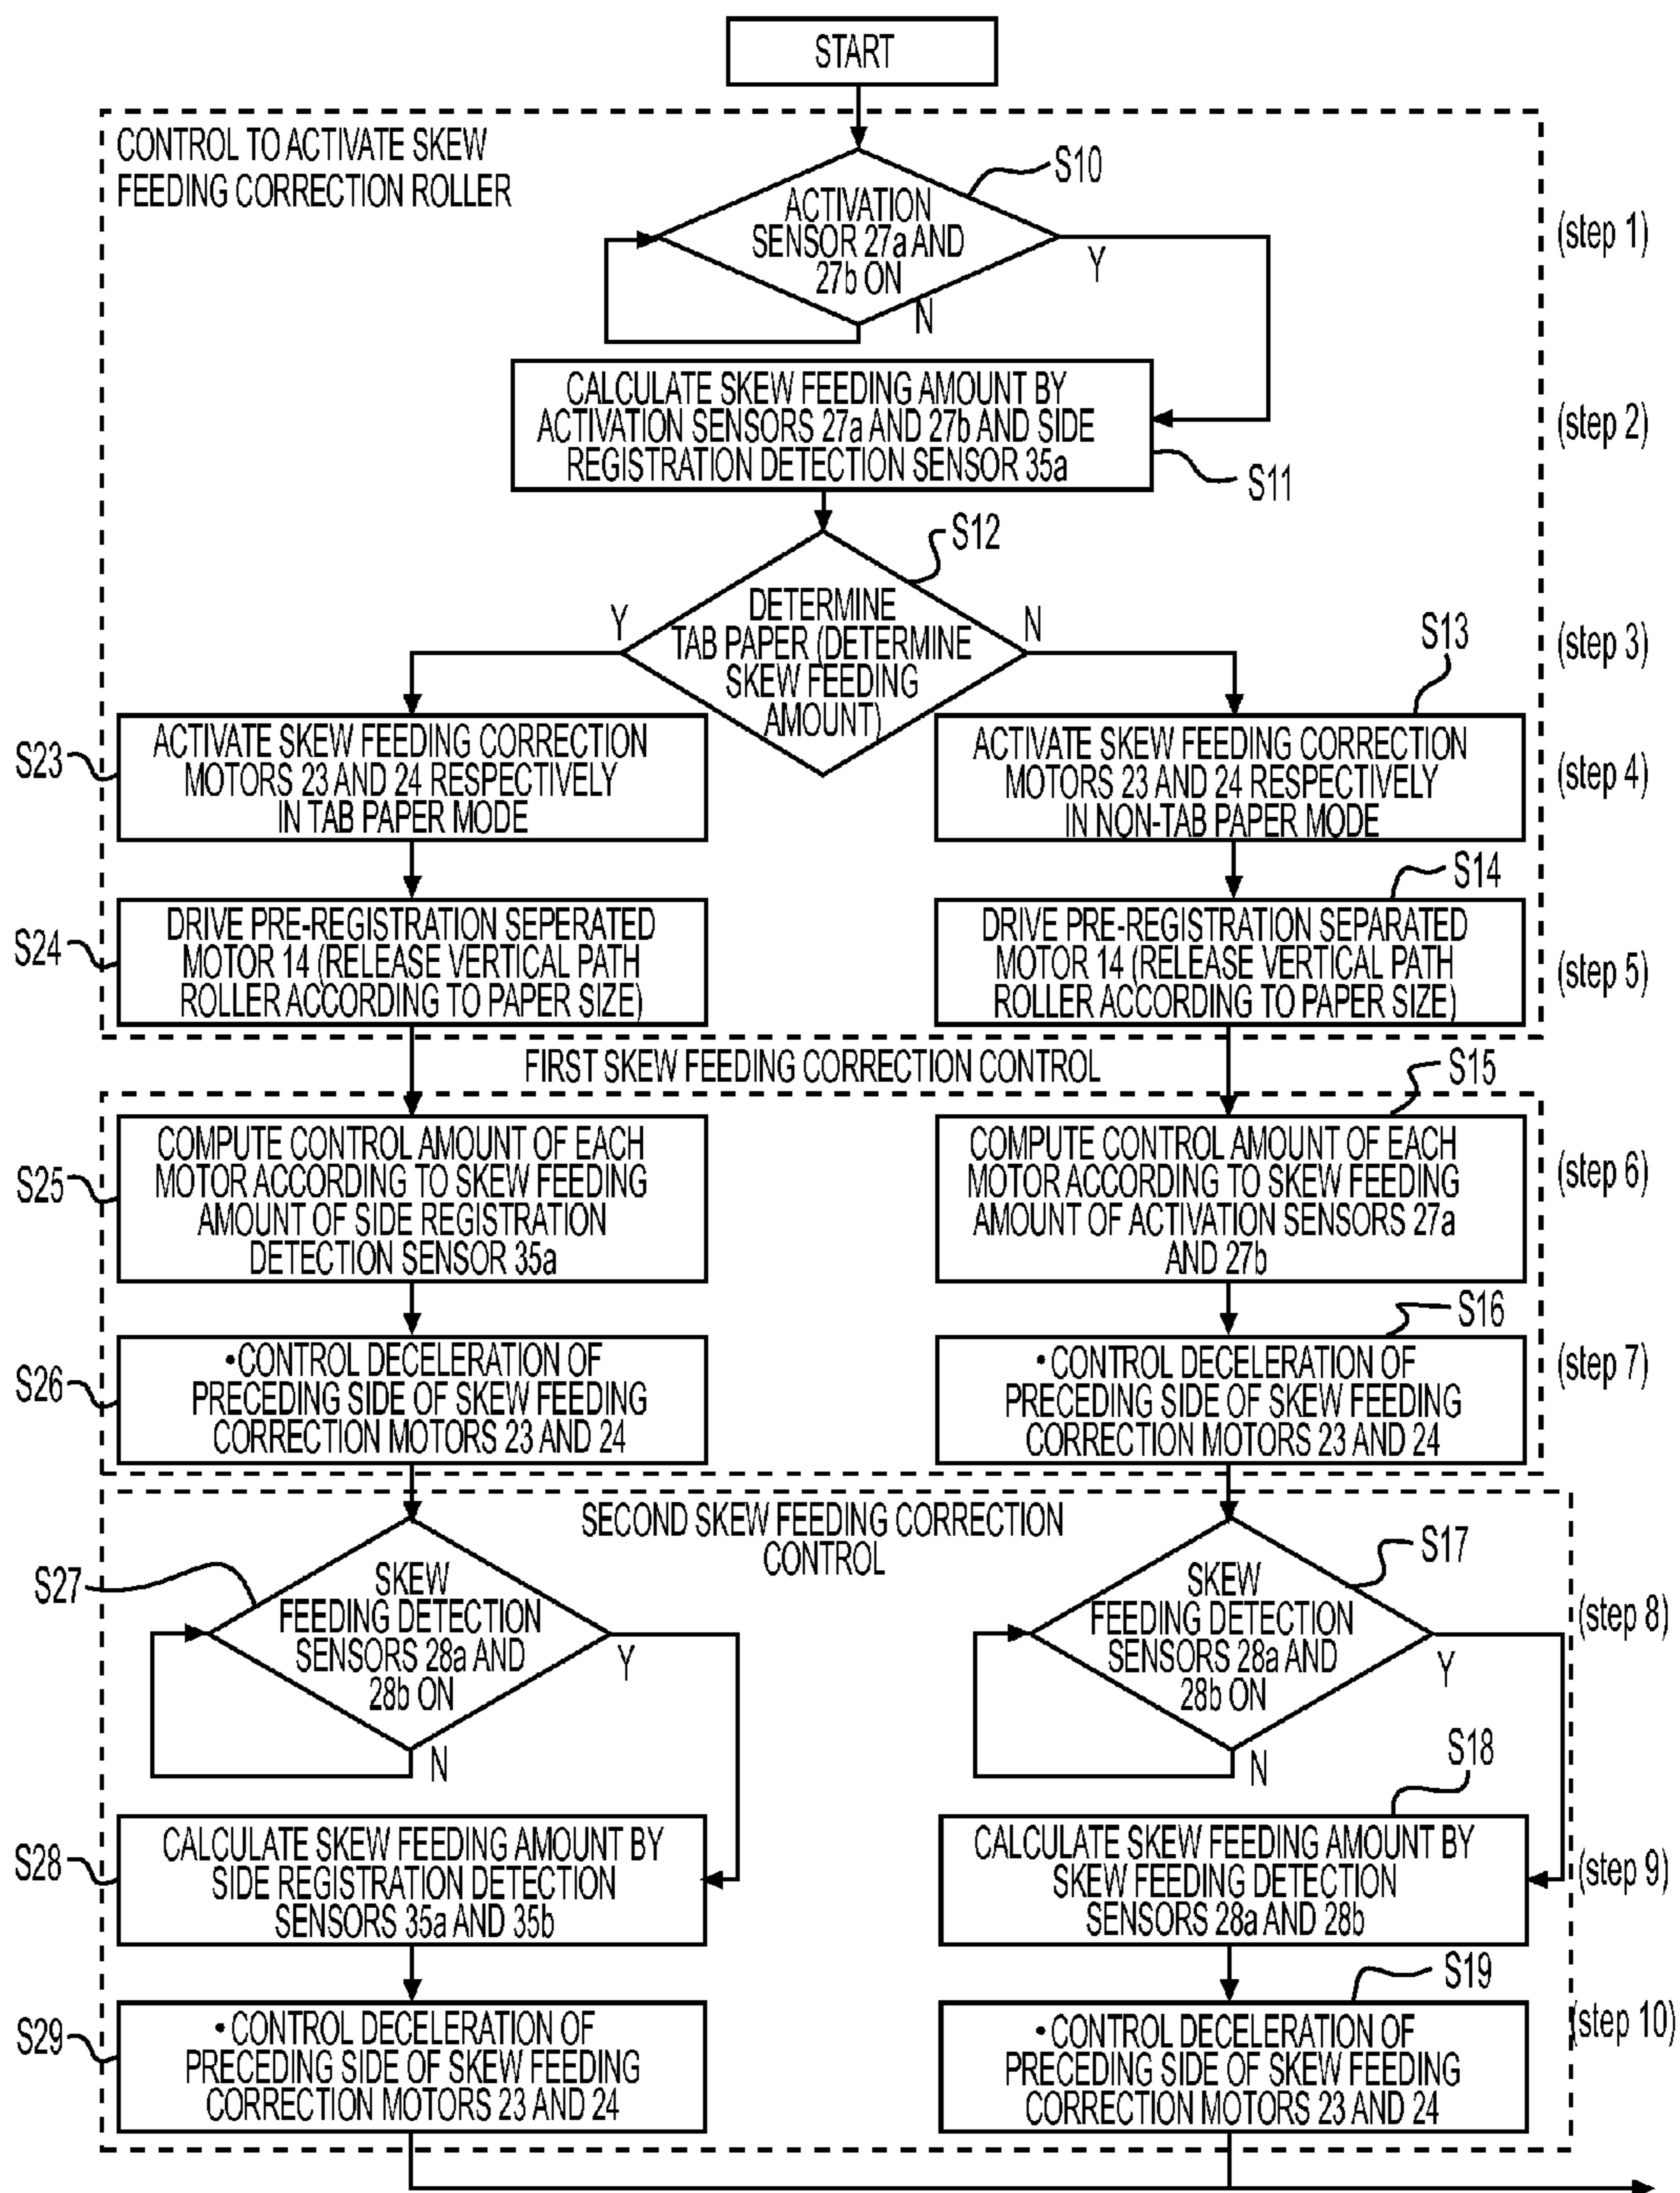 START
CONTROL TO ACTIVATE SKEW
FEEDING CORRECTION ROLLER
S10
ACTIVATION
SENSOR 27a AND
27b ON
Y
N
(step 1)
CALCULATE SKEW FEEDING AMOUNT BY
ACTIVATION SENSORS 27a AND 27b AND SIDE
REGISTRATION DETECTION SENSOR 35a
S11
(step 2)
S12
DETERMINE
TAB PAPER (DETERMINE
SKEW FEEDING
AMOUNT)
Y
N
(step 3)
S23
ACTIVATE SKEW FEEDING CORRECTION
MOTORS 23 AND 24 RESPECTIVELY
IN TAB PAPER MODE
S13
ACTIVATE SKEW FEEDING CORRECTION
MOTORS 23 AND 24 RESPECTIVELY
IN NON-TAB PAPER MODE
(step 4)
S24
DRIVE PRE-REGISTRATION SEPERATED
MOTOR 14 (RELEASE VERTICAL PATH
ROLLER ACCORDING TO PAPER SIZE)
S14
DRIVE PRE-REGISTRATION SEPARATED
MOTOR 14 (RELEASE VERTICAL PATH
ROLLER ACCORDING TO PAPER SIZE)
(step 5)
FIRST SKEW FEEDING CORRECTION CONTROL
S25
COMPUTE CONTROL AMOUNT OF EACH
MOTOR ACCORDING TO SKEW FEEDING
AMOUNT OF SIDE REGISTRATION
DETECTION SENSOR 35a
S15
COMPUTE CONTROL AMOUNT OF EACH
MOTOR ACCORDING TO SKEW FEEDING
AMOUNT OF ACTIVATION SENSORS 27a
AND 27b
(step 6)
S26
•CONTROL DECELERATION OF
PRECEDING SIDE OF SKEW FEEDING
CORRECTION MOTORS 23 AND 24
S16
•CONTROL DECELERATION OF
PRECEDING SIDE OF SKEW FEEDING
CORRECTION MOTORS 23 AND 24
(step 7)
SECOND SKEW FEEDING CORRECTION
CONTROL
S27
SKEW
FEEDING DETECTION
SENSORS 28a AND
28b ON
Y
N
S17
SKEW
FEEDING DETECTION
SENSORS 28a AND
28b ON
Y
N
(step 8)
S28
CALCULATE SKEW FEEDING AMOUNT BY
SIDE REGISTRATION DETECTION
SENSORS 35a AND 35b
S18
CALCULATE SKEW FEEDING AMOUNT BY
SKEW FEEDING DETECTION
SENSORS 28a AND 28b
(step 9)
S29
•CONTROL DECELERATION OF
PRECEDING SIDE OF SKEW FEEDING
CORRECTION MOTORS 23 AND 24
S19
•CONTROL DECELERATION OF
PRECEDING SIDE OF SKEW FEEDING
CORRECTION MOTORS 23 AND 24
(step 10)